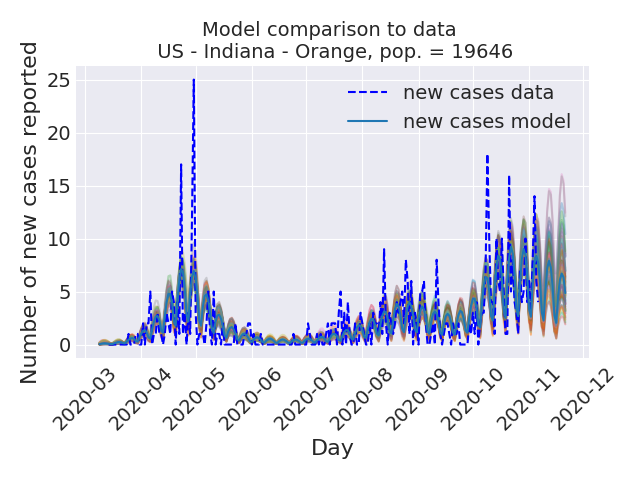 Model comparison to data
US - Indiana - Orange, pop. = 19646
Number of new cases reported
25
20
15
10
5
0
new cases data
new cases model
2020-03
2020-04
2020-05
2020-06
2020-07
2020-08
2020-09
2020-10
2020-11
2020-12
Day